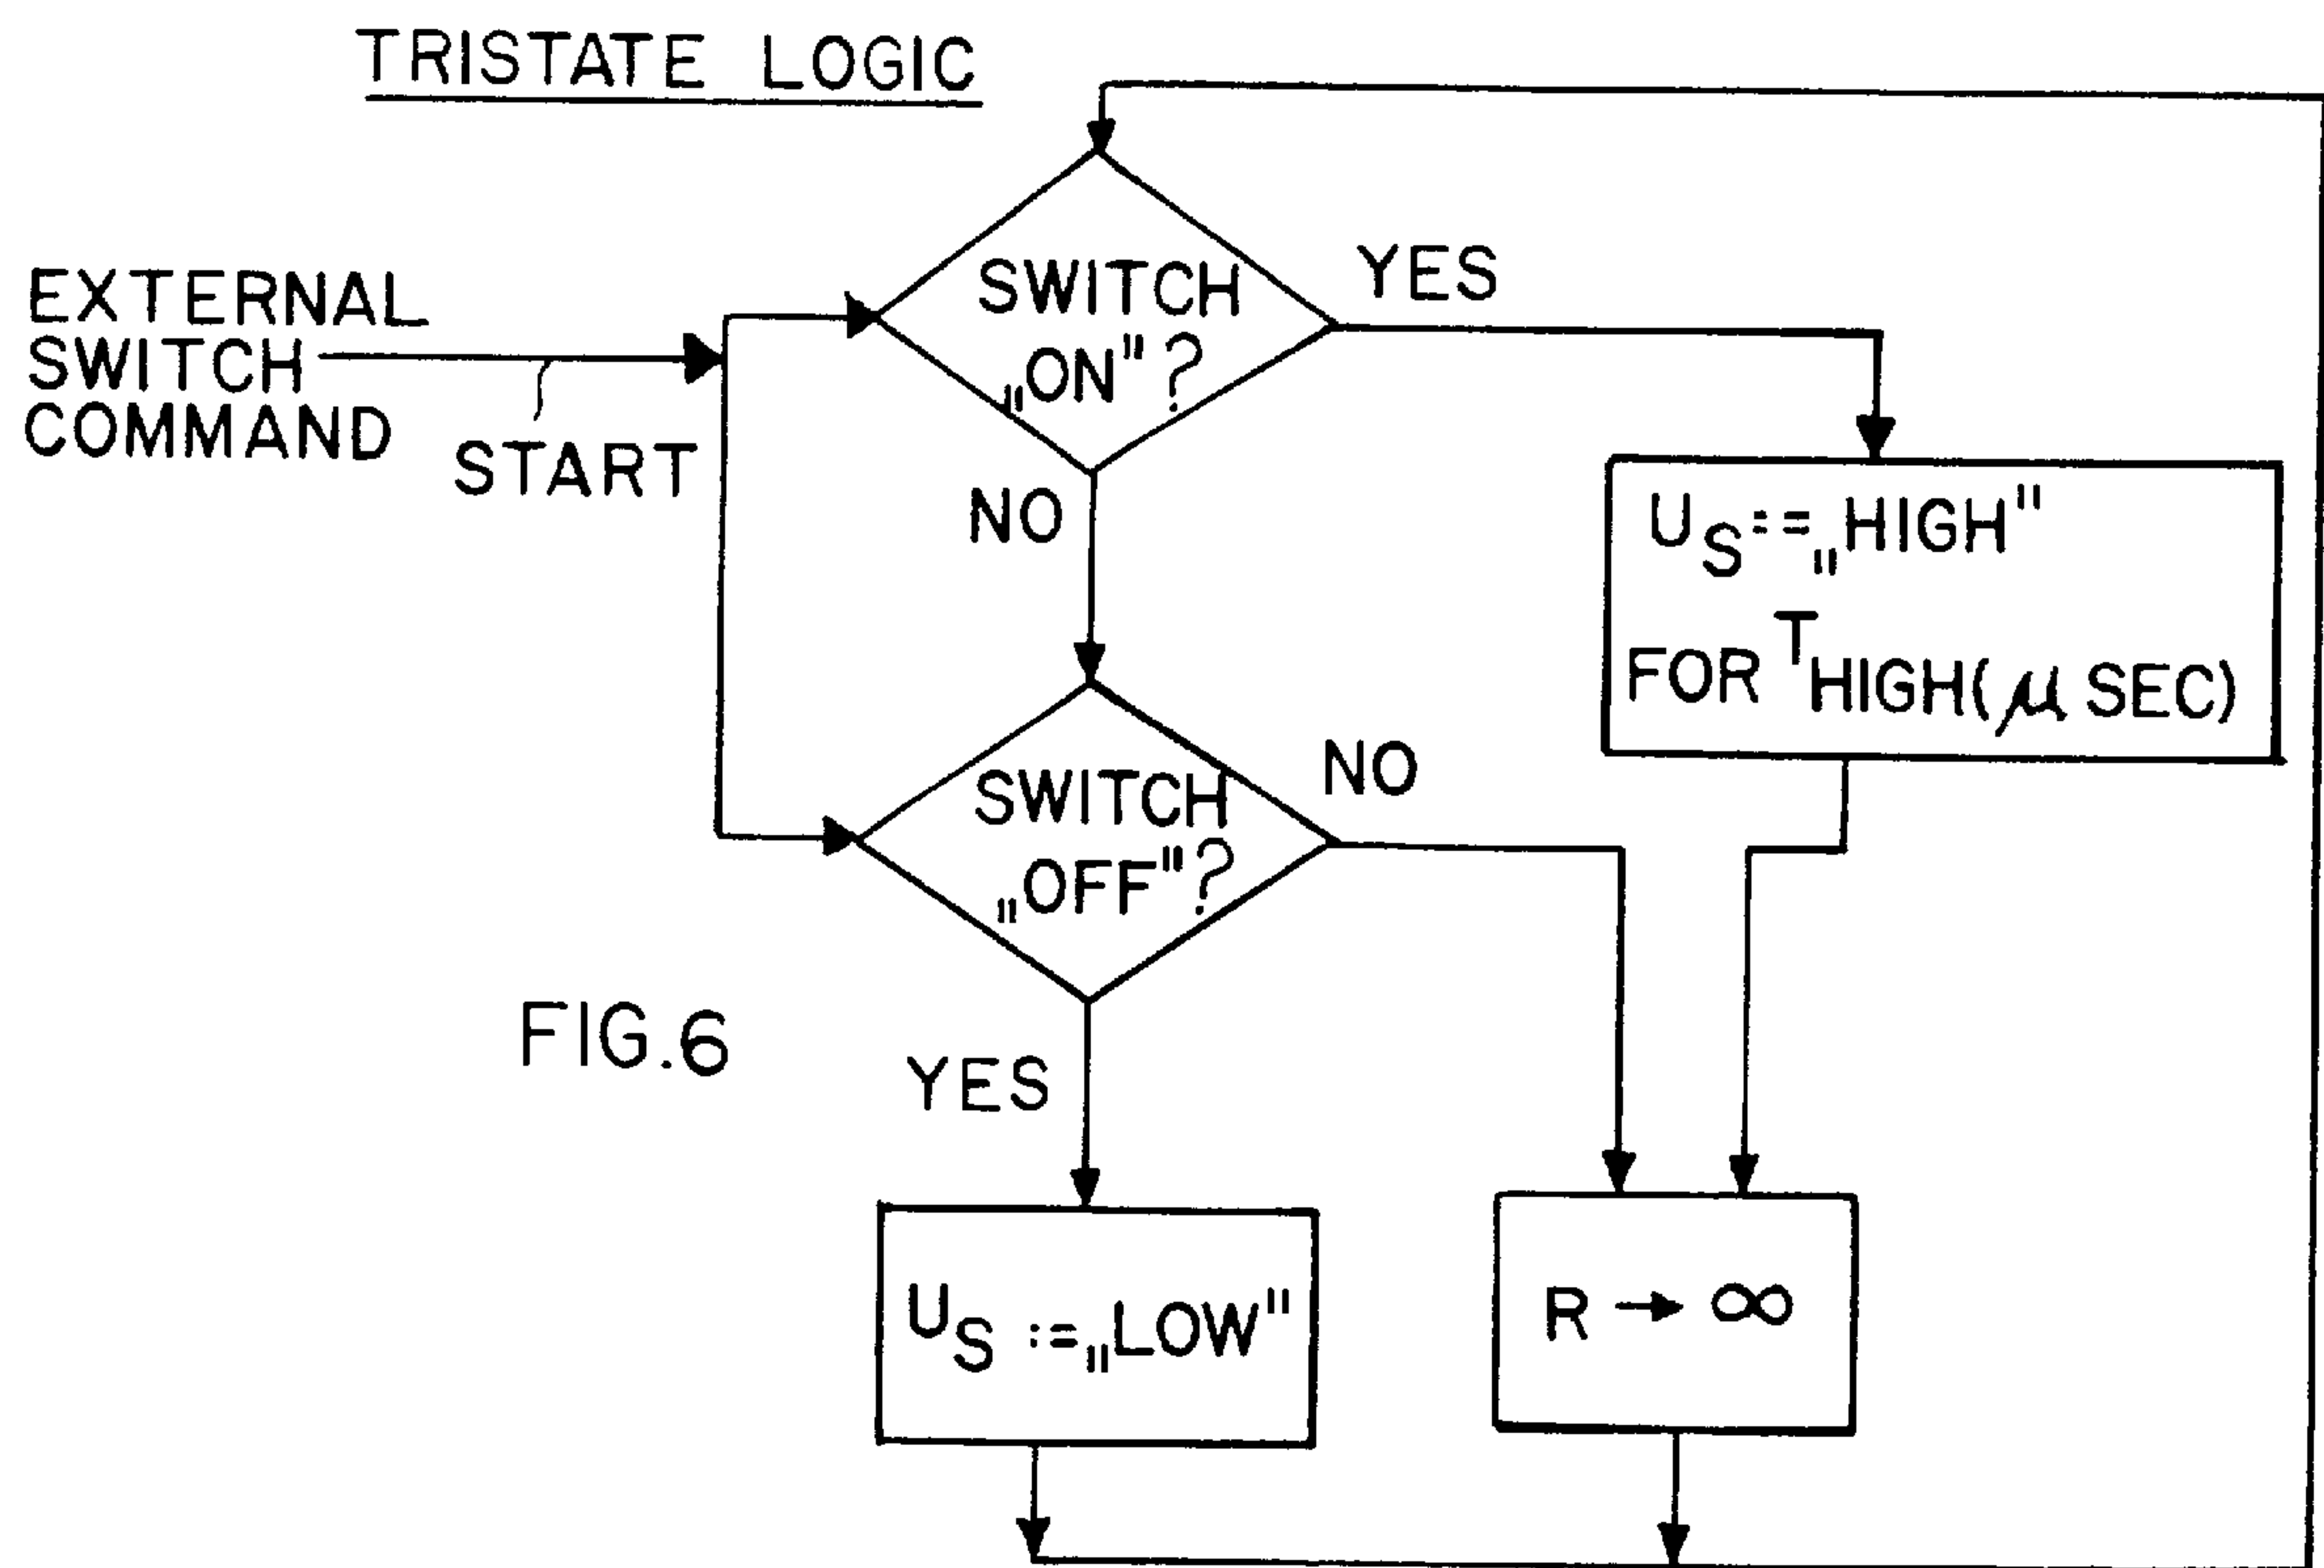 TRISTATE LOGIC
EXTERNAL
SWITCH
COMMAND
START
SWITCH
„ON"?
YES
NO
U_S := „HIGH"
FOR T_HIGH(μ SEC)
SWITCH
„OFF"?
NO
YES
FIG.6
U_S := „LOW"
R → ∞